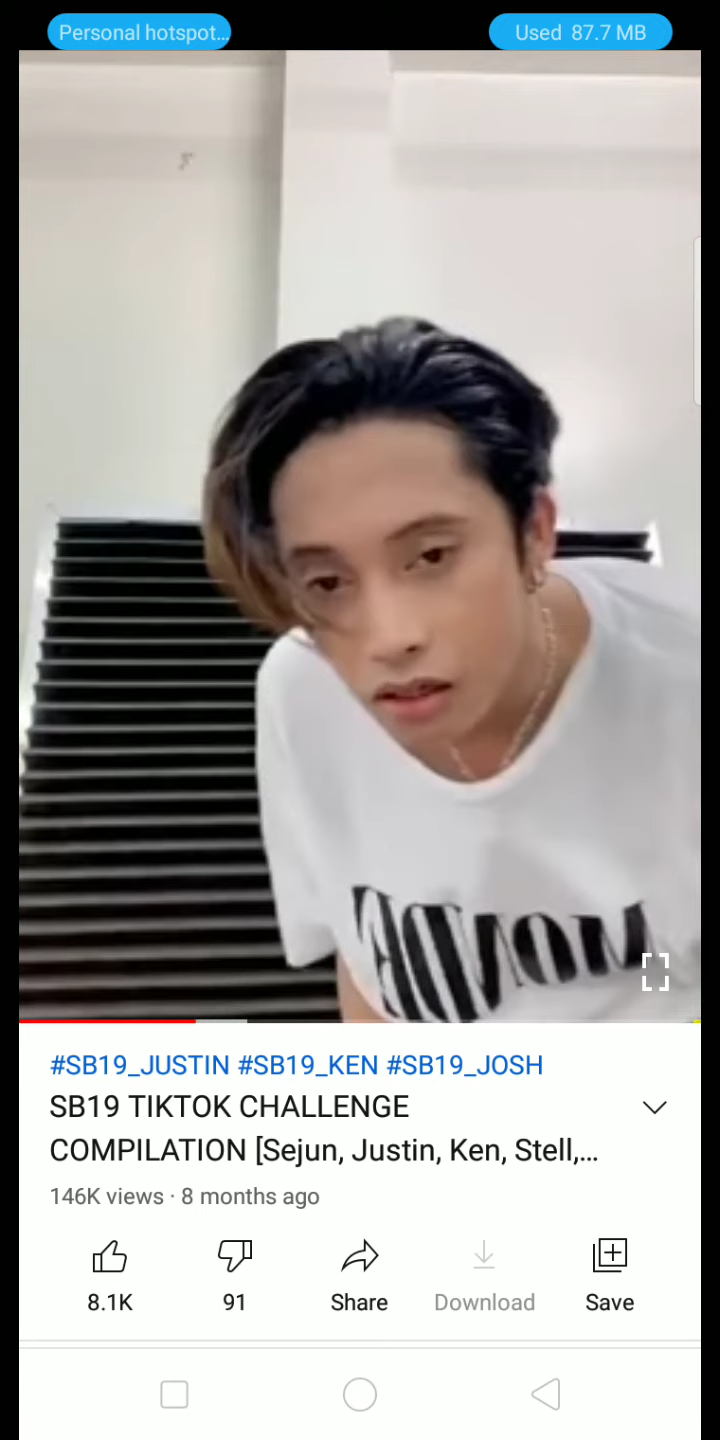 Personal hotspot...
Used 87.7 MB
#SB19_JUSTIN #SB19_KEN #SB19_JOSH
SB19 TIKTOK CHALLENGE
COMPILATION [Sejun, Justin, Ken, Stell,...
146K views · 8 months ago
8.1K
91
Share
Download
Save